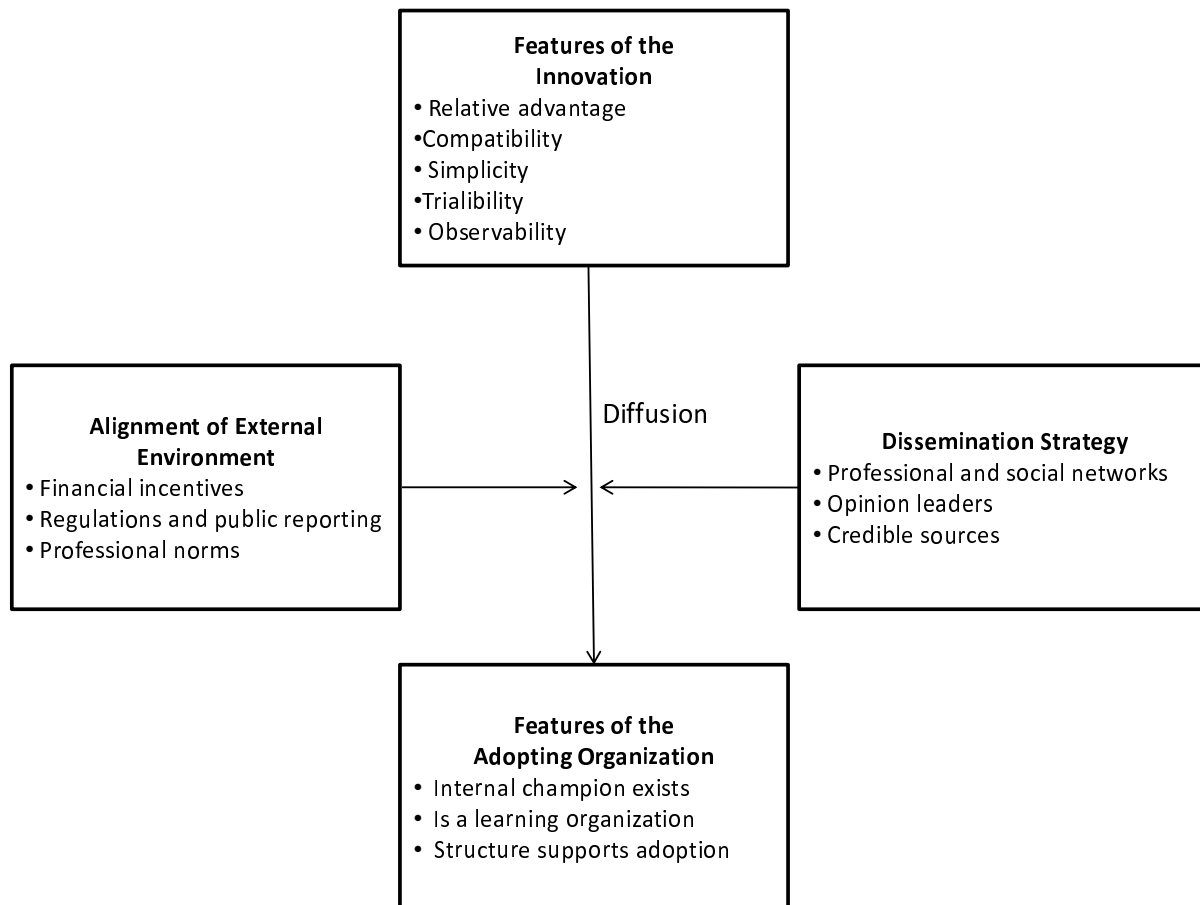 Features of the
Innovation
• Relative advantage
•Compatibility
• Simplicity
•Trialibility
• Observability
Diffusion
Alignment of External
Environment
• Financial incentives
• Regulations and public reporting
• Professional norms
Dissemination Strategy
• Professional and social networks
• Opinion leaders
• Credible sources
Features of the
Adopting Organization
• Internal champion exists
• Is a learning organization
• Structure supports adoption